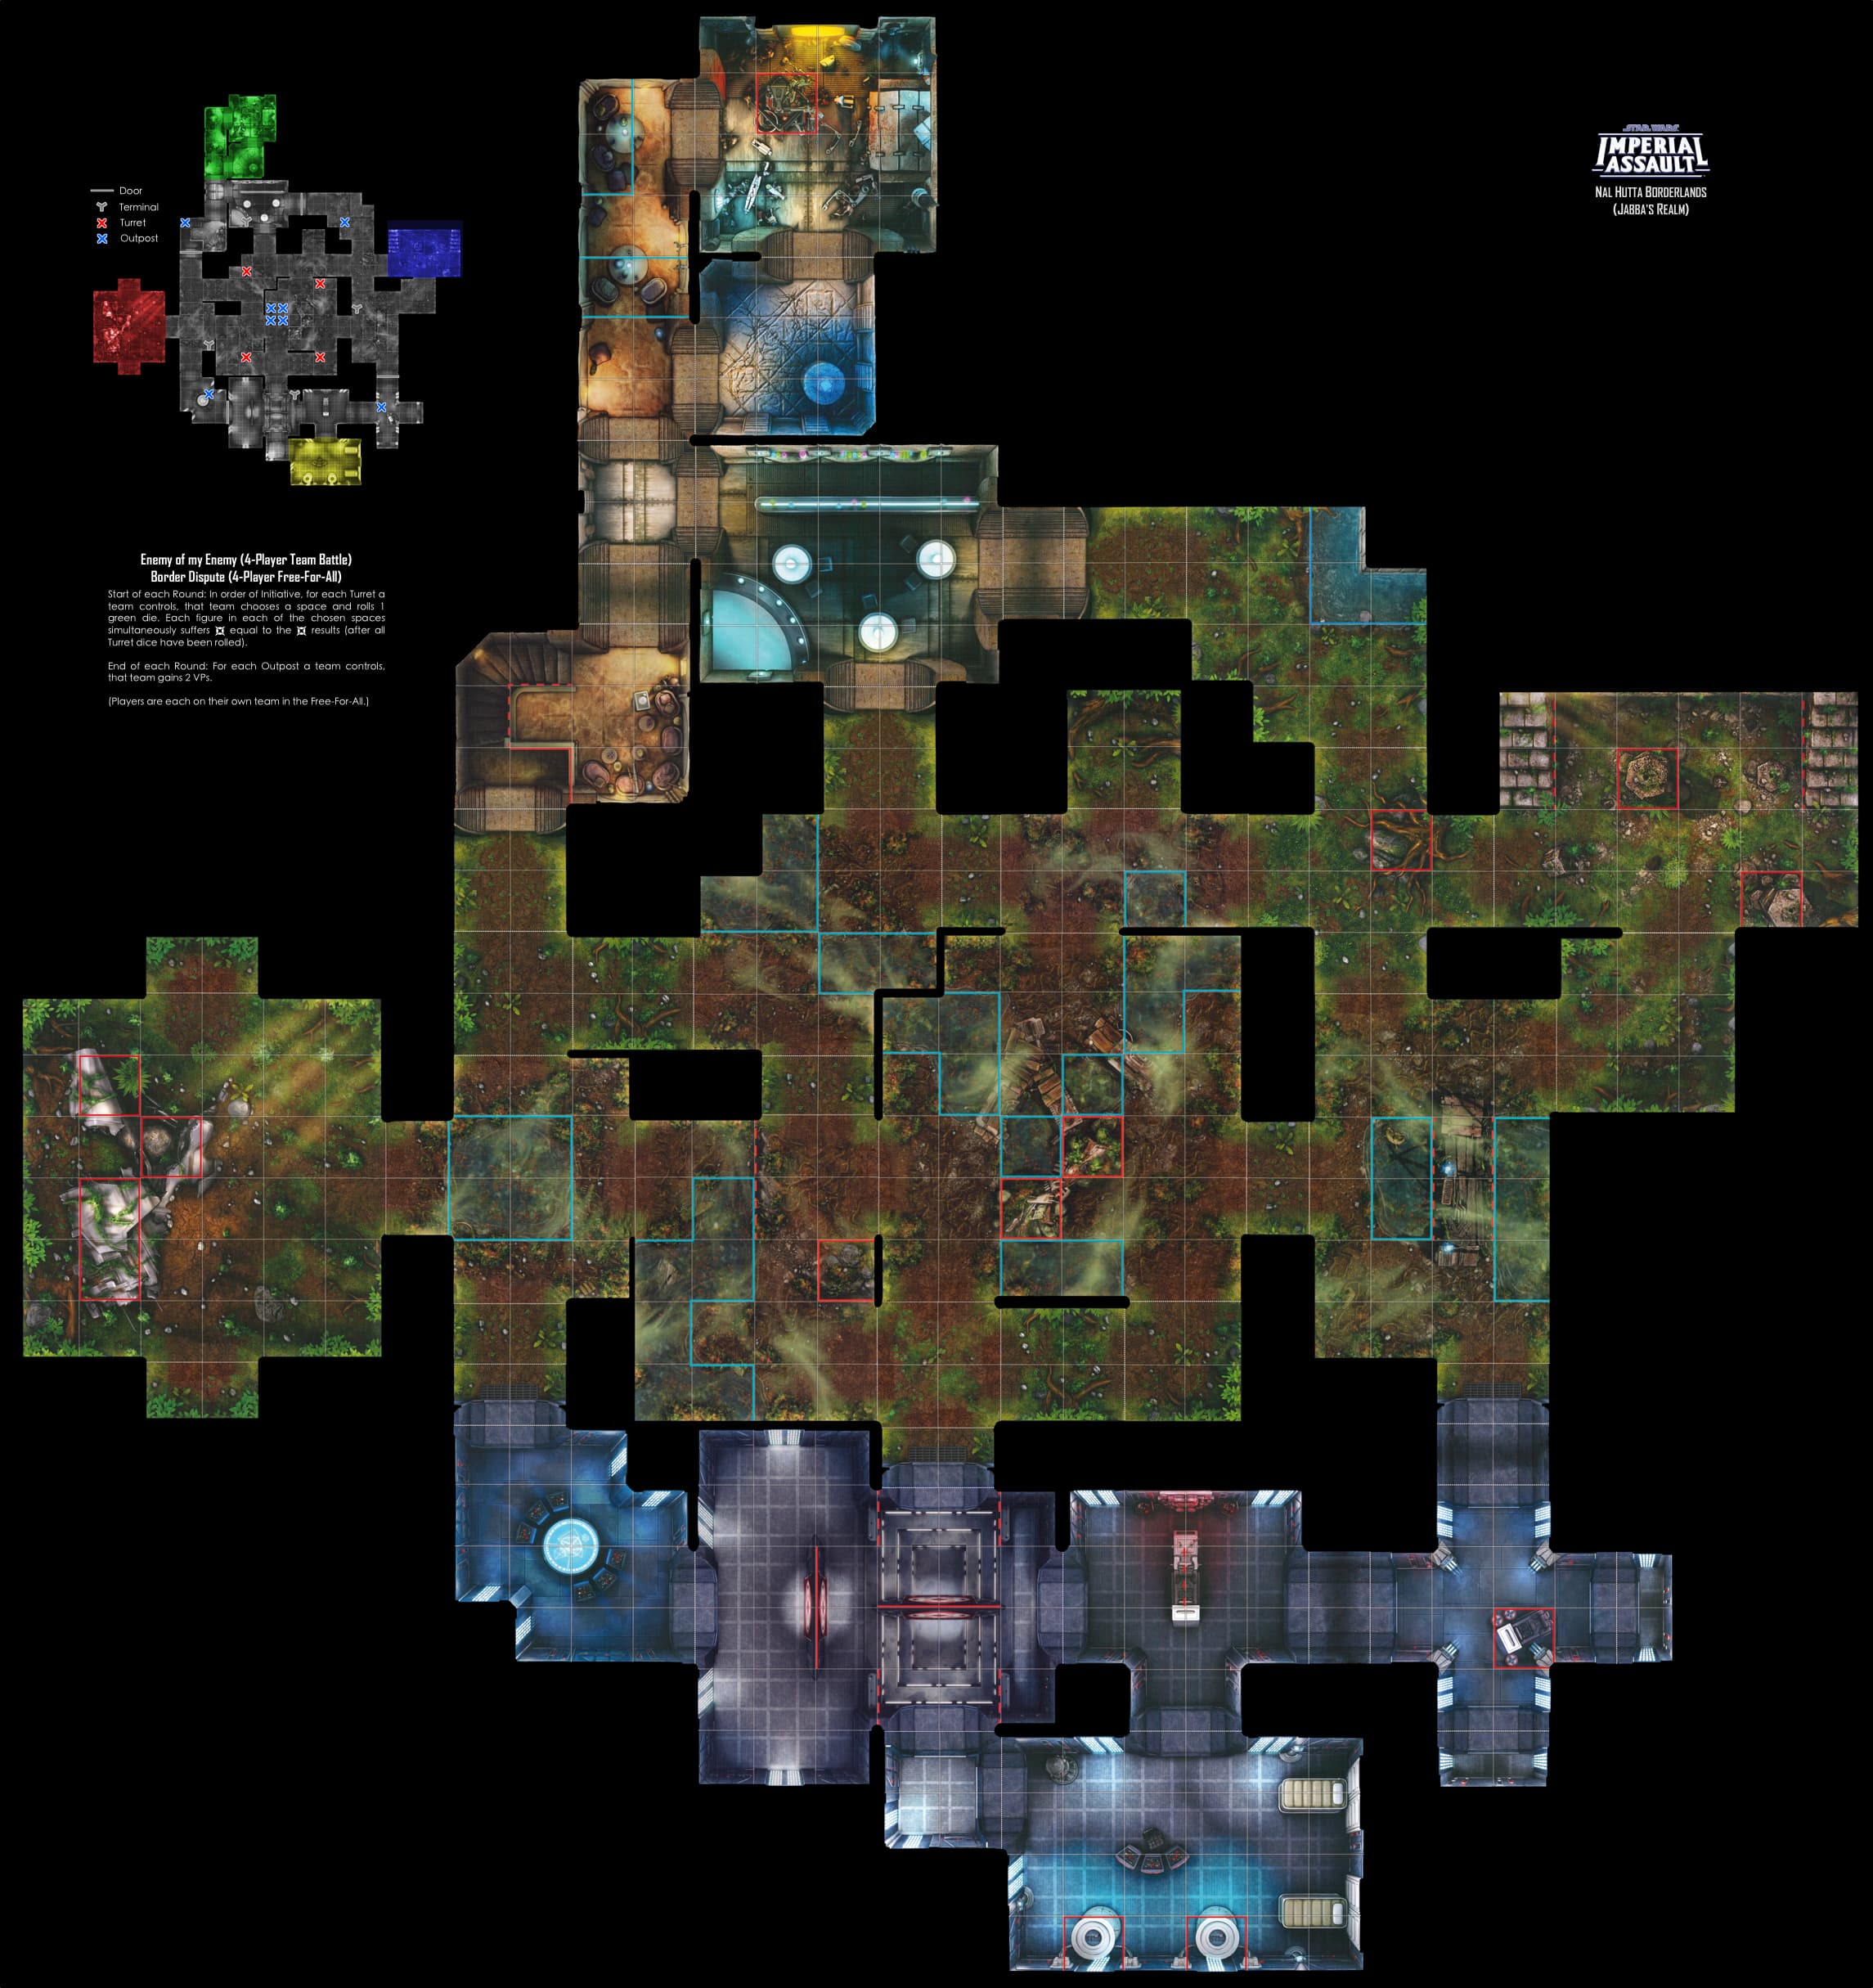 STAR WARS
IMPERIAL
ASSAULT
NAL HUTTA BORDERLANDS
(JABBA'S REALM)
Door
Terminal
Turret
Outpost
Enemy of my Enemy (4-Player Team Battle)
Border Dispute (4-Player Free-For-All)
Start of each Round: In order of Initiative, for each Turret a
team controls, that team chooses a space and rolls 1
green die. Each figure in each of the chosen spaces
simultaneously suffers equal to the results (after all
Turret dice have been rolled).
End of each Round: For each Outpost a team controls,
that team gains 2 VPs.
(Players are each on their own team in the Free-For-All.)